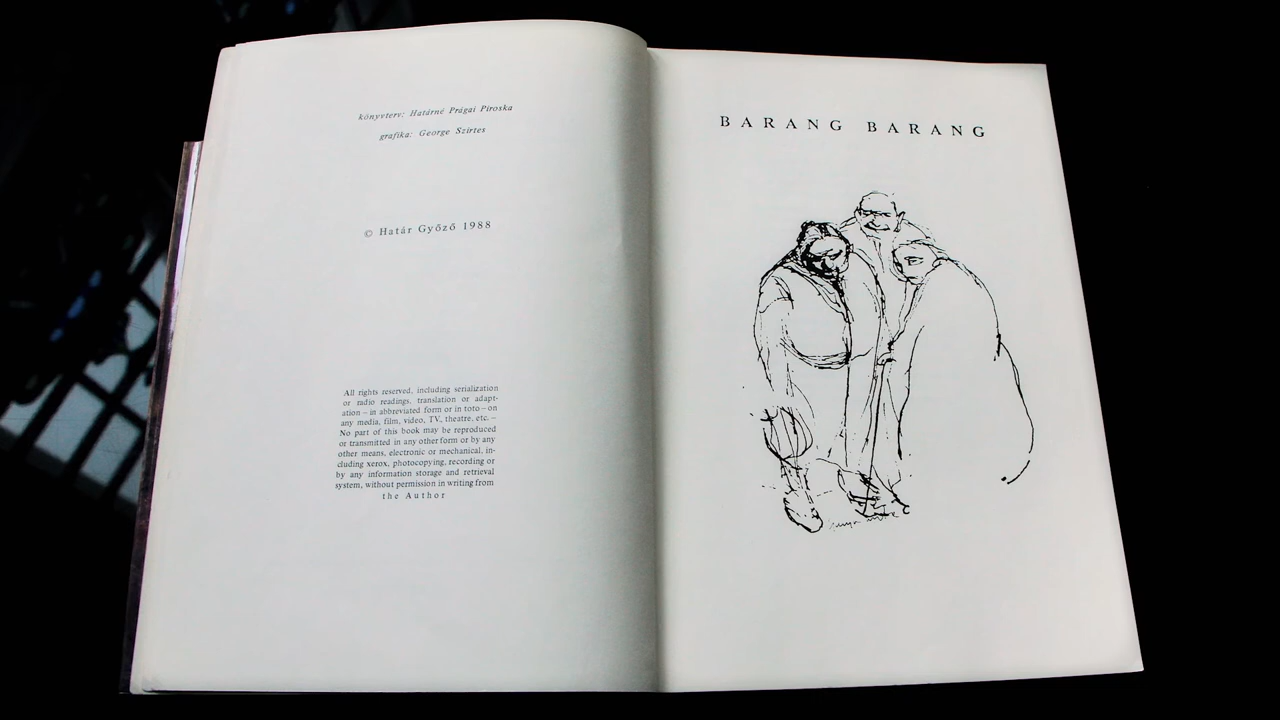 könyvterv: Határné Prágai Piroska
grafika: George Szirtes
© Határ Győző 1988
All rights reserved, including serialization
or radio readings, translation or adapt-
ation – in abbreviated form or in toto – on
any media, film, video, TV, theatre, etc. –
No part of this book may be reproduced
or transmitted in any other form or by any
other means, electronic or mechanical, in-
cluding xerox, photocopying, recording or
by any information storage and retrieval
system, without permission in writing from
the Author
BARANG BARANG